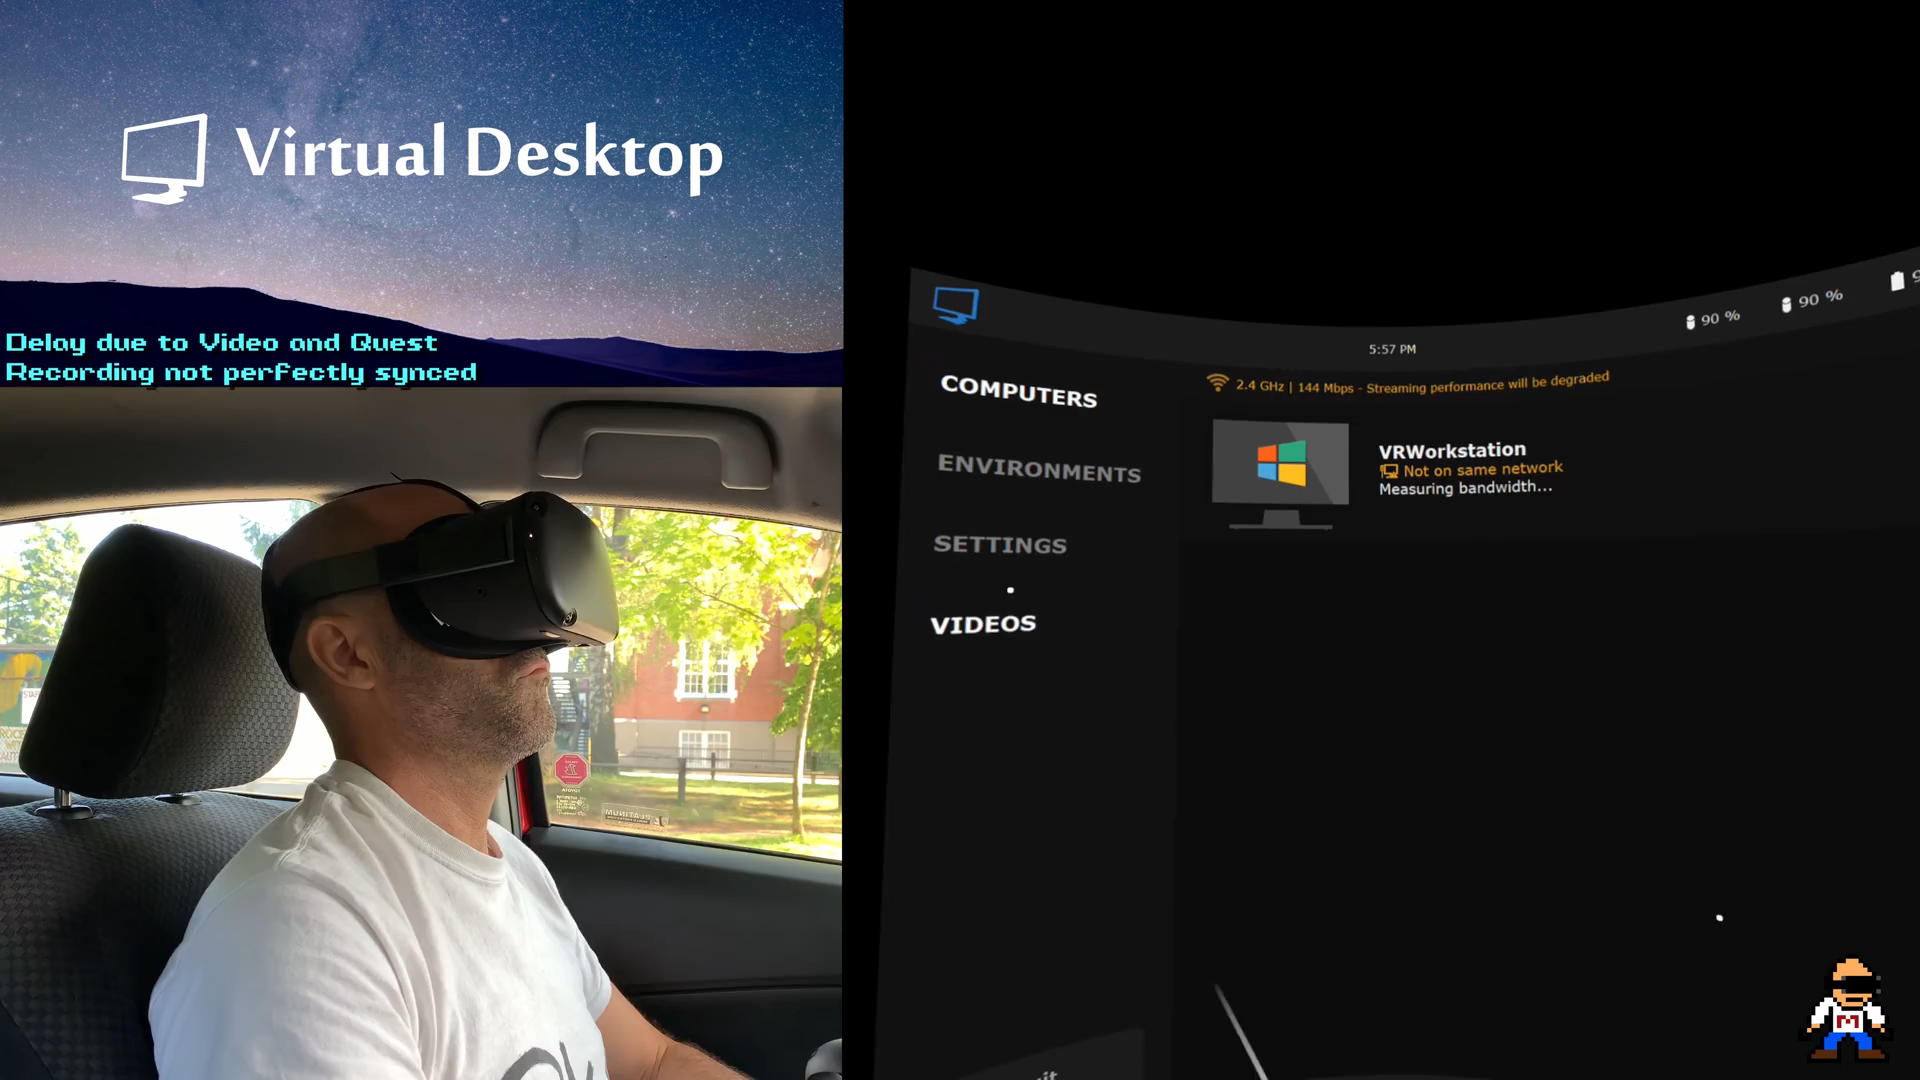 Virtual Desktop
Delay due to Video and Quest
Recording not perfectly synced
90 %
90 %
5:57 PM
2.4 GHz | 144 Mbps - Streaming performance will be degraded
COMPUTERS
ENVIRONMENTS
SETTINGS
VIDEOS
VRWorkstation
Not on same network
Measuring bandwidth...
M